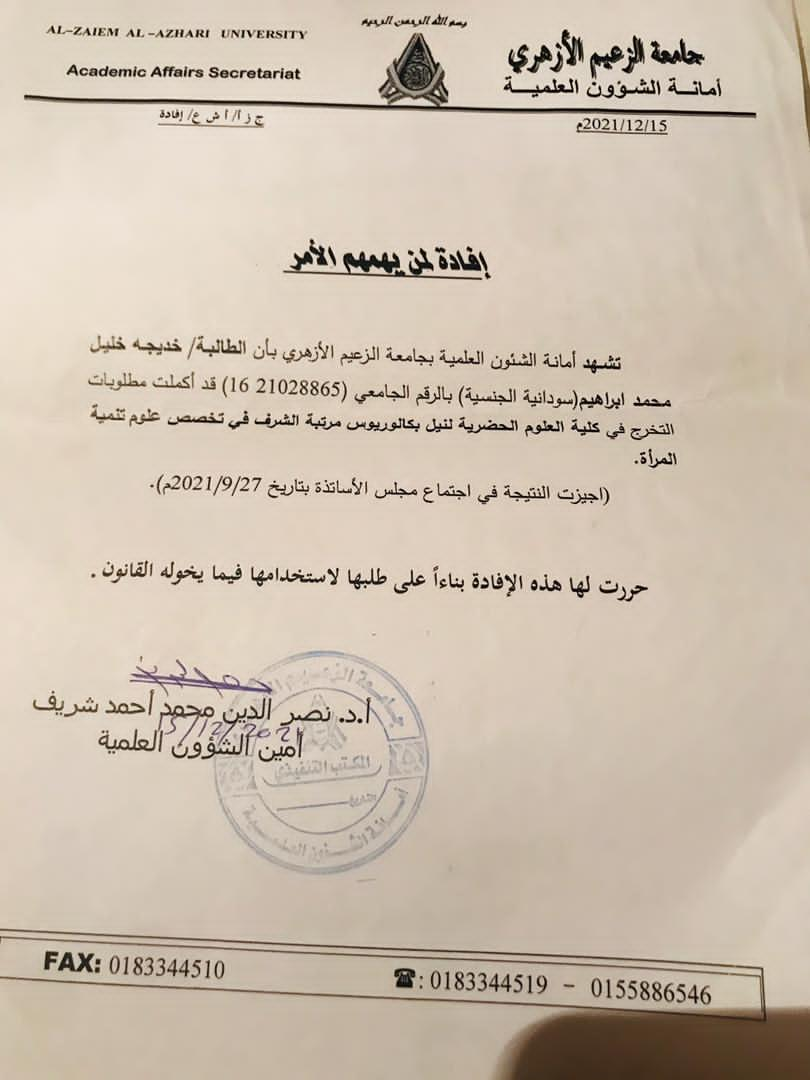 بسم الله الرحمن الرحيم
AL-ZAIEM AL-AZHARI UNIVERSITY
جامعة الزعيم الأزهري
Academic Affairs Secretariat
أمانة الشؤون العلمية
ج ز أ/ أ ش ع/ إفادة
2021/12/15م
إفادة لمن يهمهم الأمر
تشهد أمانة الشئون العلمية بجامعة الزعيم الأزهري بأن الطالبة/ خديجه خليل
محمد ابراهيم(سودانية الجنسية) بالرقم الجامعي (21028865 16) قد أكملت مطلوبات
التخرج في كلية العلوم الحضرية لنيل بكالوريوس مرتبة الشرف في تخصص علوم تنمية
المرأة.
(اجيزت النتيجة في اجتماع مجلس الأساتذة بتاريخ 2021/9/27م).
حررت لها هذه الإفادة بناءاً على طلبها لاستخدامها فيما يخوله القانون .
أ.د. نصر الدين محمد أحمد شريف
15/12/2021
أمين الشؤون العلمية
المكتب التنفيذي
التاريخ
أمانة الشؤون العلمية
FAX: 0183344510
☎: 0183344519 - 0155886546